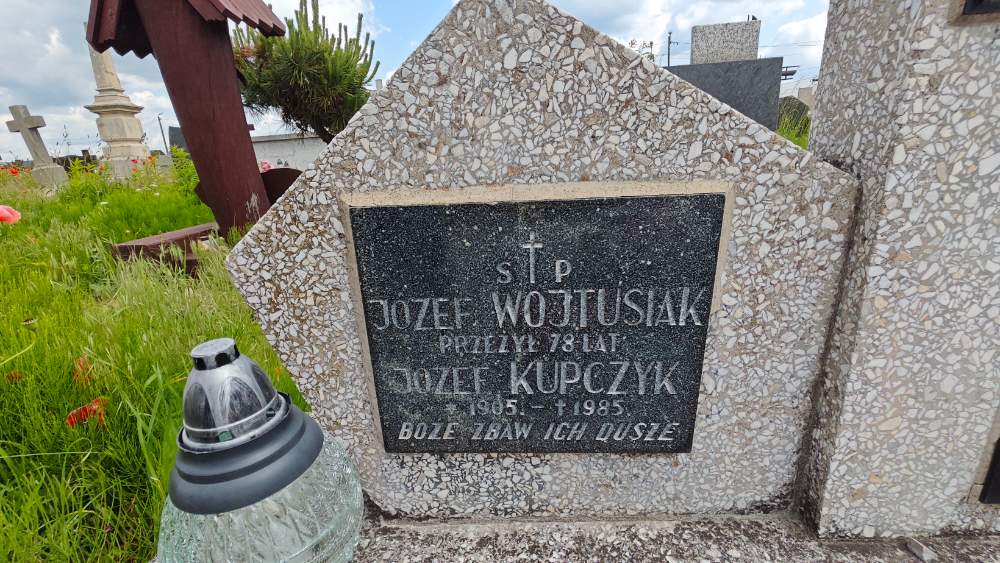 S P
JÓZEF WOJTUSIAK
PRZEŻYŁ 78 LAT
JÓZEF KUPCZYK
* 1905. – † 1985.
BOŻE ZBAW ICH DUSZE